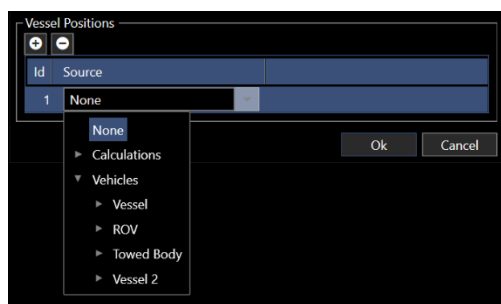 Vessel Positions
Id Source
1 None
None
Calculations
Ok Cancel
Vehicles
Vessel
ROV
Towed Body
Vessel 2